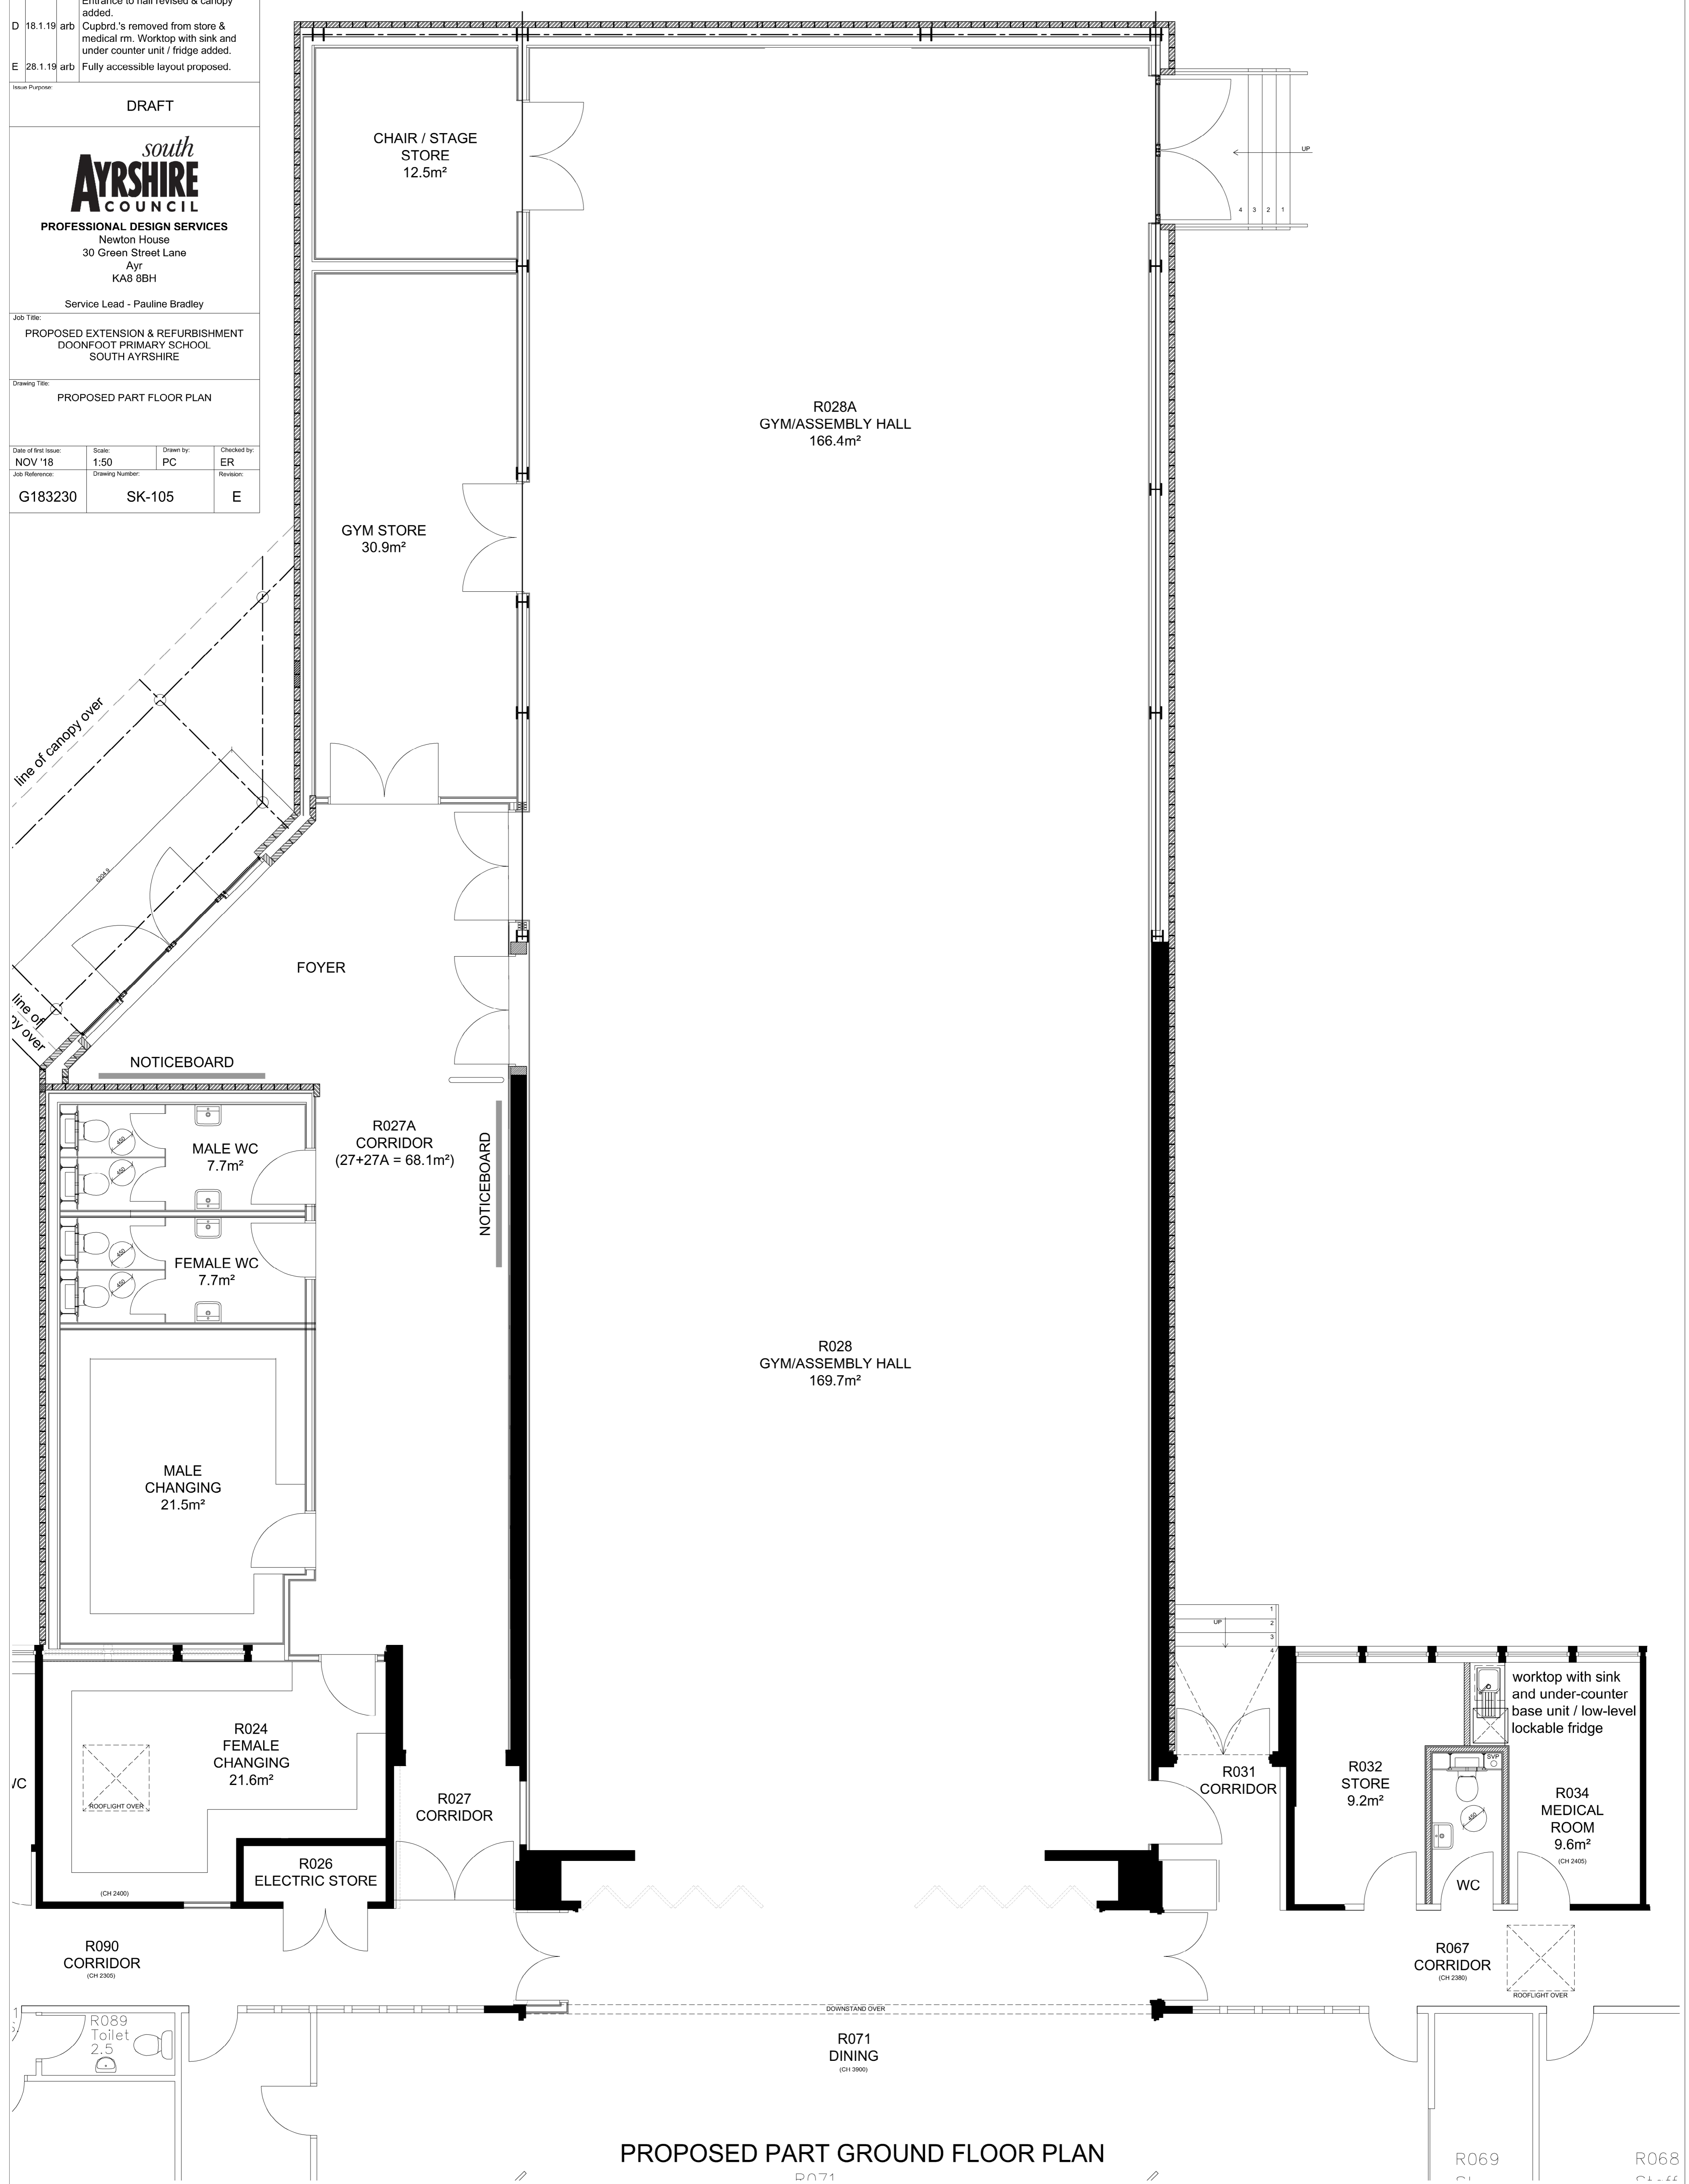 Entrance to hall revised & canopy
added.
D 18.1.19 arb Cupbrd.'s removed from store &
medical rm. Worktop with sink and
under counter unit / fridge added.
E 28.1.19 arb Fully accessible layout proposed.
Issue Purpose:
DRAFT
south
AYRSHIRE
COUNCIL
PROFESSIONAL DESIGN SERVICES
Newton House
30 Green Street Lane
Ayr
KA8 8BH
Service Lead - Pauline Bradley
Job Title:
PROPOSED EXTENSION & REFURBISHMENT
DOONFOOT PRIMARY SCHOOL
SOUTH AYRSHIRE
Drawing Title:
PROPOSED PART FLOOR PLAN
Date of first Issue: Scale: Drawn by: Checked by:
NOV '18 1:50 PC ER
Job Reference: Drawing Number: Revision:
G183230 SK-105 E
CHAIR / STAGE
STORE
12.5m²
UP
4 3 2 1
R028A
GYM/ASSEMBLY HALL
166.4m²
GYM STORE
30.9m²
line of canopy over
6204.9
FOYER
line of
py over
NOTICEBOARD
R027A
CORRIDOR
(27+27A = 68.1m²)
NOTICEBOARD
MALE WC
7.7m²
450
450
FEMALE WC
7.7m²
450
450
R028
GYM/ASSEMBLY HALL
169.7m²
MALE
CHANGING
21.5m²
UP
1
2
3
4
worktop with sink
and under-counter
base unit / low-level
lockable fridge
R024
FEMALE
CHANGING
21.6m²
ROOFLIGHT OVER
(CH 2400)
WC
R027
CORRIDOR
R026
ELECTRIC STORE
R031
CORRIDOR
R032
STORE
9.2m²
SVP
450
WC
R034
MEDICAL
ROOM
9.6m²
(CH 2405)
R090
CORRIDOR
(CH 2305)
R067
CORRIDOR
(CH 2380)
ROOFLIGHT OVER
DOWNSTAND OVER
R089
Toilet
2.5
R071
DINING
(CH 3900)
PROPOSED PART GROUND FLOOR PLAN
R071
R069
R068